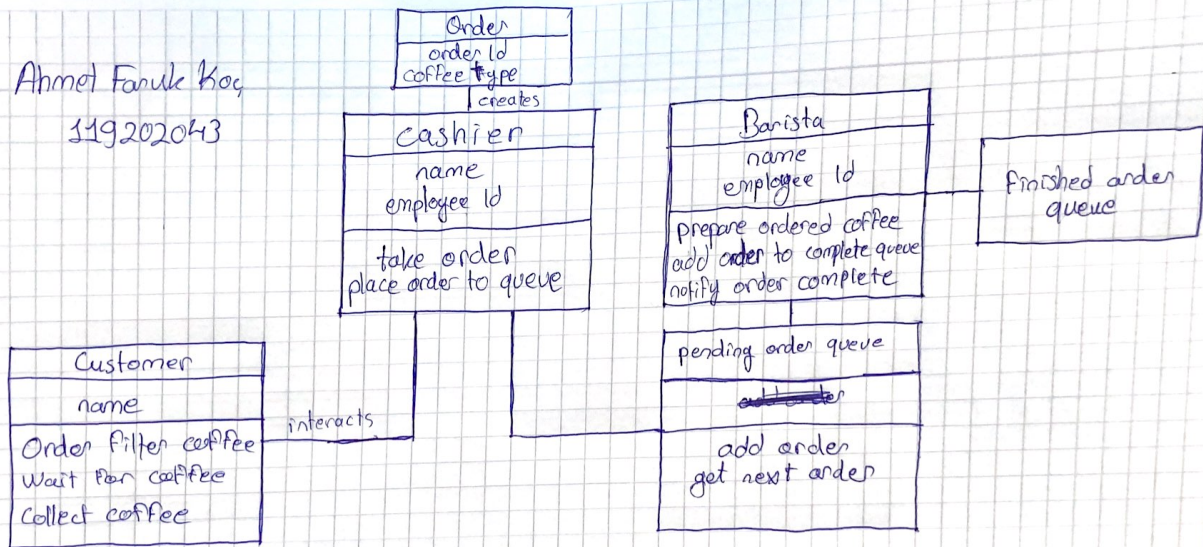 Ahmet Faruk Koç
119202043
Order
order Id
coffee type
creates
Cashier
name
employee Id
take order
place order to queue
Barista
name
employee Id
prepare ordered coffee
add order to complete queue
notify order complete
Finished order
queue
pending order queue
add order
get next order
Customer
name
Order filter coffee
Wait for coffee
Collect coffee
interacts